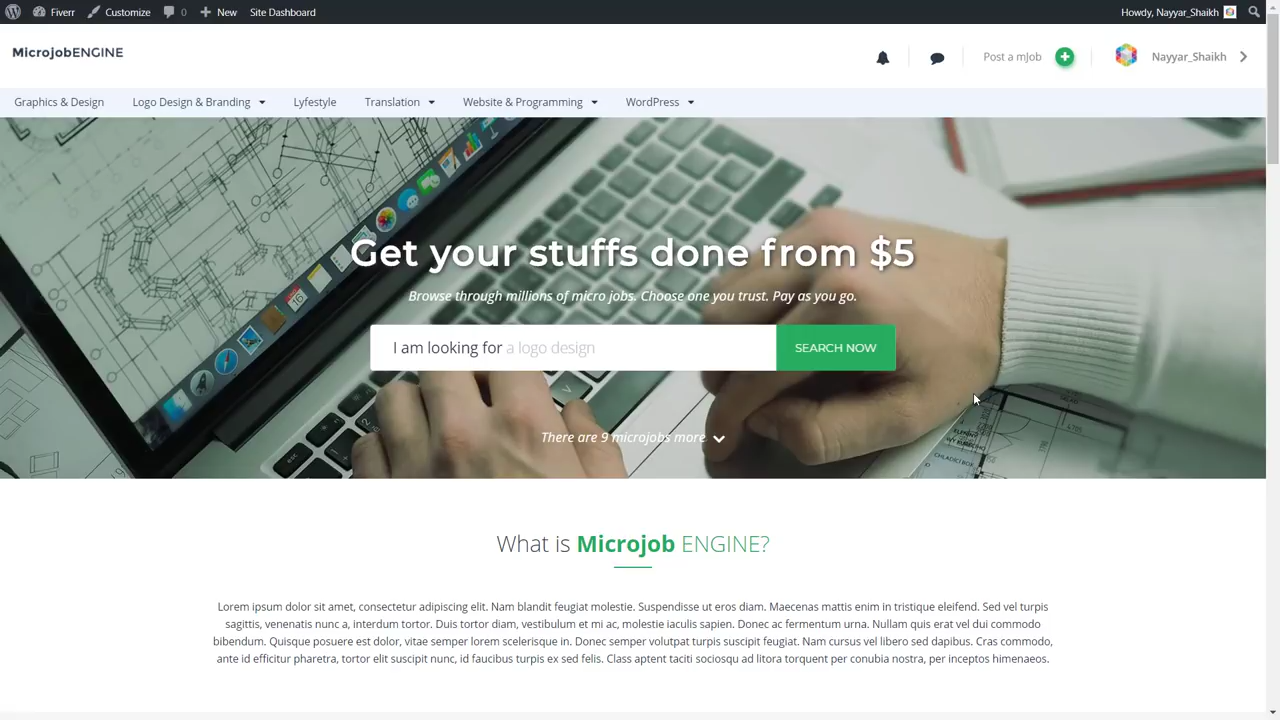 Fiverr Customize 0 New Site Dashboard Howdy, Nayyar_Shaikh
MicrojobENGINE
Post a mJob Nayyar_Shaikh
Graphics & Design Logo Design & Branding Lyfestyle Translation Website & Programming WordPress
Get your stuffs done from $5
Browse through millions of micro jobs. Choose one you trust. Pay as you go.
I am looking for a logo design SEARCH NOW
There are 9 microjobs more
What is Microjob ENGINE?
Lorem ipsum dolor sit amet, consectetur adipiscing elit. Nam blandit feugiat molestie. Suspendisse ut eros diam. Maecenas mattis enim in tristique eleifend. Sed vel turpis
sagittis, venenatis nunc a, interdum tortor. Duis tortor diam, vestibulum et mi ac, molestie iaculis sapien. Donec ac fermentum urna. Nullam quis erat vel dui commodo
bibendum. Quisque posuere est dolor, vitae semper lorem scelerisque in. Donec semper volutpat turpis suscipit feugiat. Nam cursus vel libero sed dapibus. Cras commodo,
ante id efficitur pharetra, tortor elit suscipit nunc, id faucibus turpis ex sed felis. Class aptent taciti sociosqu ad litora torquent per conubia nostra, per inceptos himenaeos.